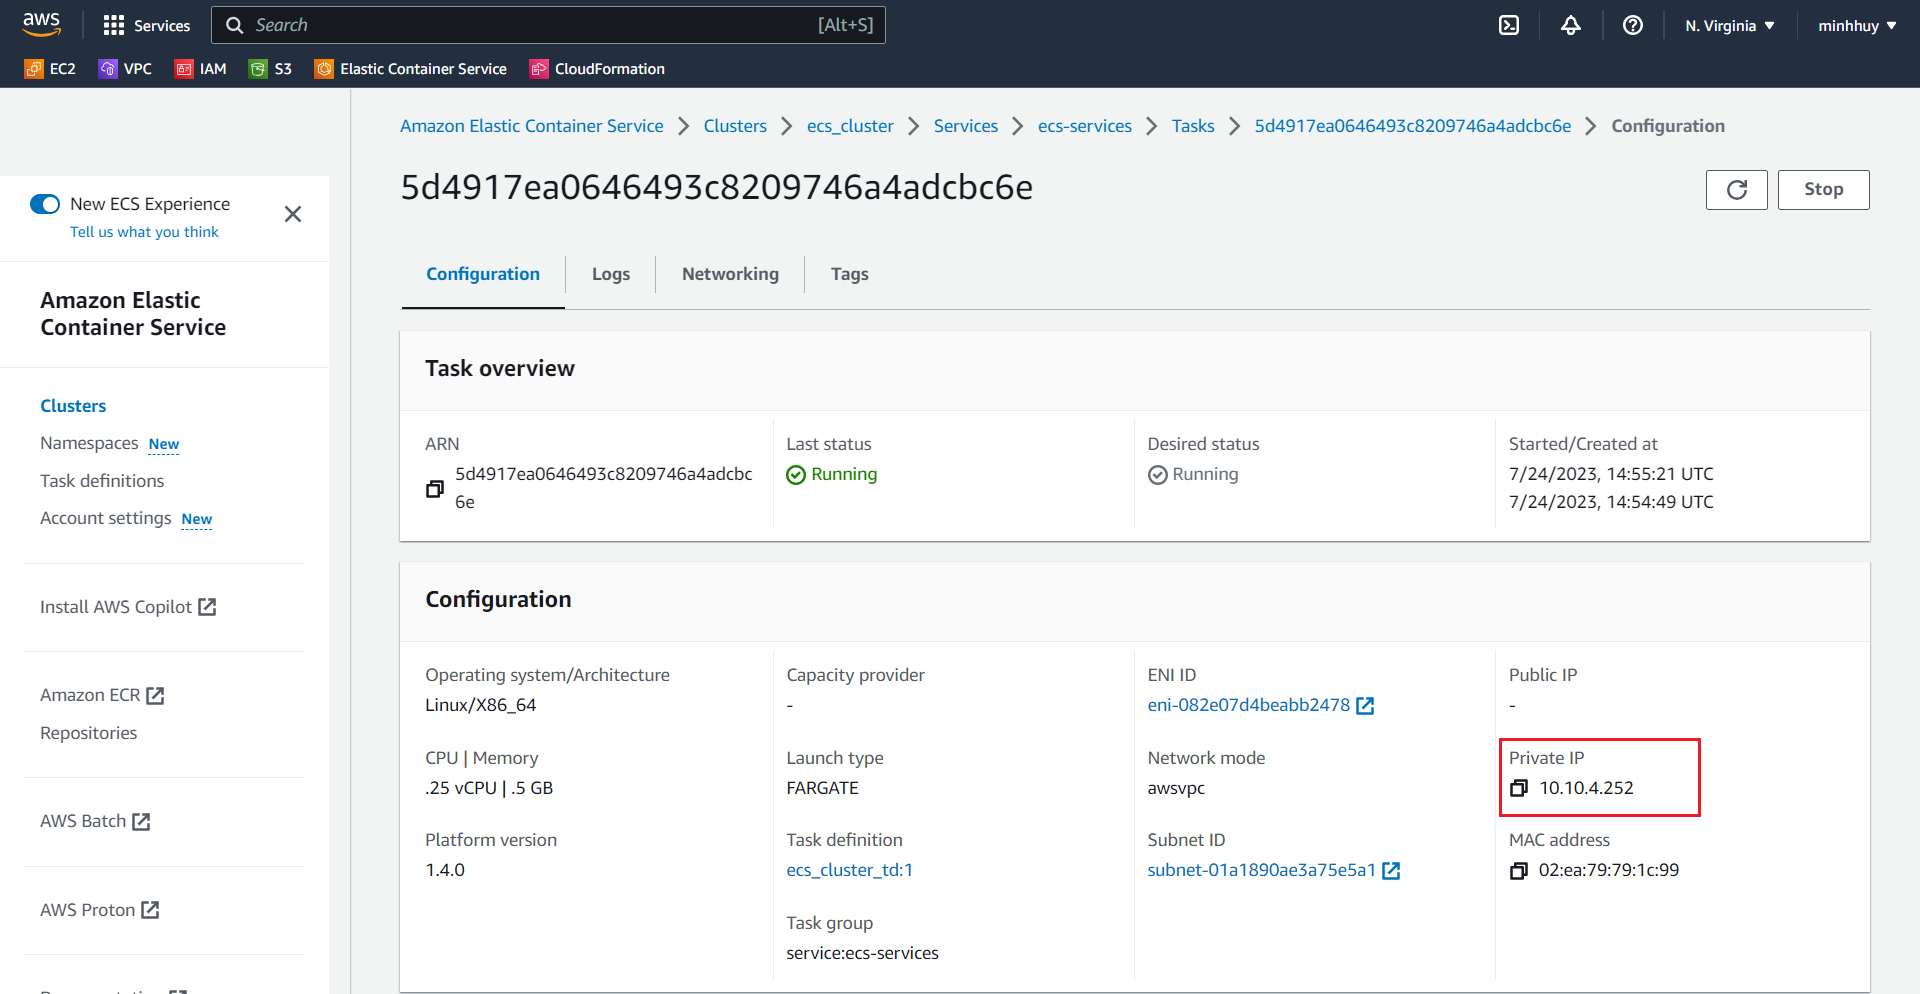 aws
Services
Search
[Alt+S]
N. Virginia
minhhuy
EC2
VPC
IAM
S3
Elastic Container Service
CloudFormation
Amazon Elastic Container Service
Clusters
ecs_cluster
Services
ecs-services
Tasks
5d4917ea0646493c8209746a4adcbc6e
Configuration
New ECS Experience
Tell us what you think
Amazon Elastic
Container Service
Clusters
Namespaces New
Task definitions
Account settings New
Install AWS Copilot
Amazon ECR
Repositories
AWS Batch
AWS Proton
5d4917ea0646493c8209746a4adcbc6e
Stop
Configuration
Logs
Networking
Tags
Task overview
ARN
5d4917ea0646493c8209746a4adcbc
6e
Last status
Running
Desired status
Running
Started/Created at
7/24/2023, 14:55:21 UTC
7/24/2023, 14:54:49 UTC
Configuration
Operating system/Architecture
Linux/X86_64
CPU | Memory
.25 vCPU | .5 GB
Platform version
1.4.0
Capacity provider
-
Launch type
FARGATE
Task definition
ecs_cluster_td:1
Task group
service:ecs-services
ENI ID
eni-082e07d4beabb2478
Network mode
awsvpc
Subnet ID
subnet-01a1890ae3a75e5a1
Public IP
-
Private IP
10.10.4.252
MAC address
02:ea:79:79:1c:99